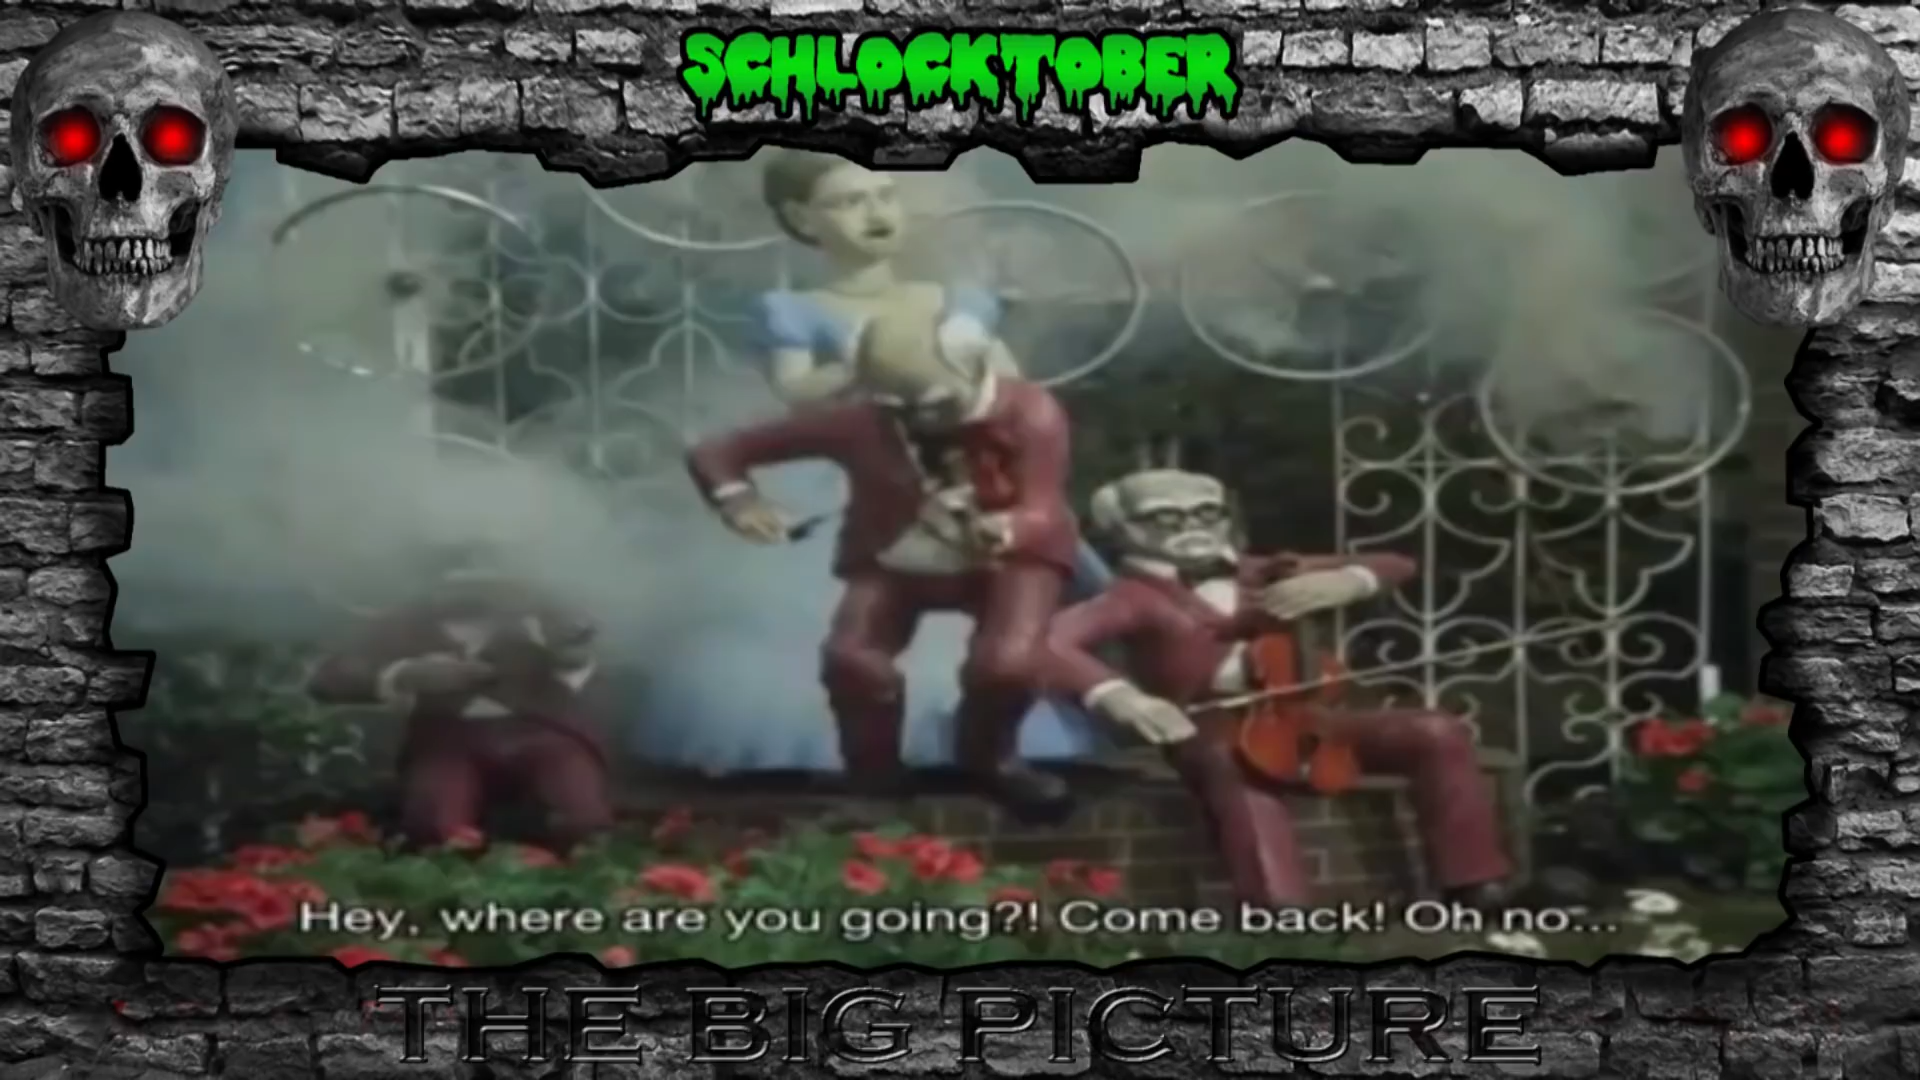 SCHLOCKTOBER
Hey, where are you going?! Come back! Oh no...
THE BIG PICTURE